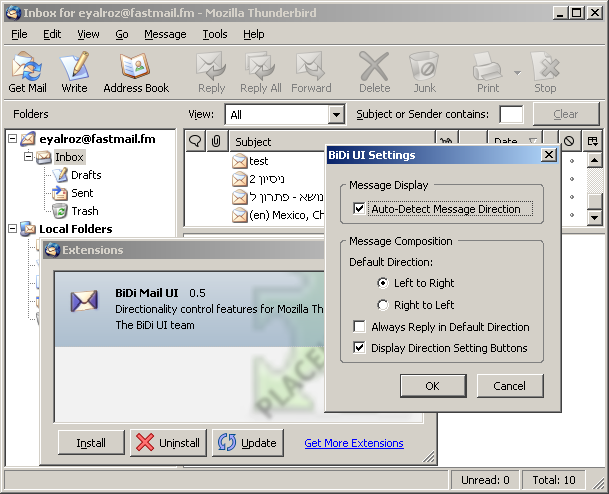 Inbox for eyalroz@fastmail.fm - Mozilla Thunderbird
File Edit View Go Message Tools Help
Get Mail Write Address Book Reply Reply All Forward Delete Junk Print Stop
Folders View: All Subject or Sender contains: Clear
eyalroz@fastmail.fm
Inbox
Drafts
Sent
Trash
Local Folders
Subject Date
test
ניסיון 2
נושא - פתרון ל
(en) Mexico, Ch
Extensions
BiDi Mail UI 0.5
Directionality control features for Mozilla Th
The BiDi UI team
PLACE
Install Uninstall Update Get More Extensions
BiDi UI Settings
Message Display
Auto-Detect Message Direction
Message Composition
Default Direction:
Left to Right
Right to Left
Always Reply in Default Direction
Display Direction Setting Buttons
OK Cancel
Unread: 0 Total: 10